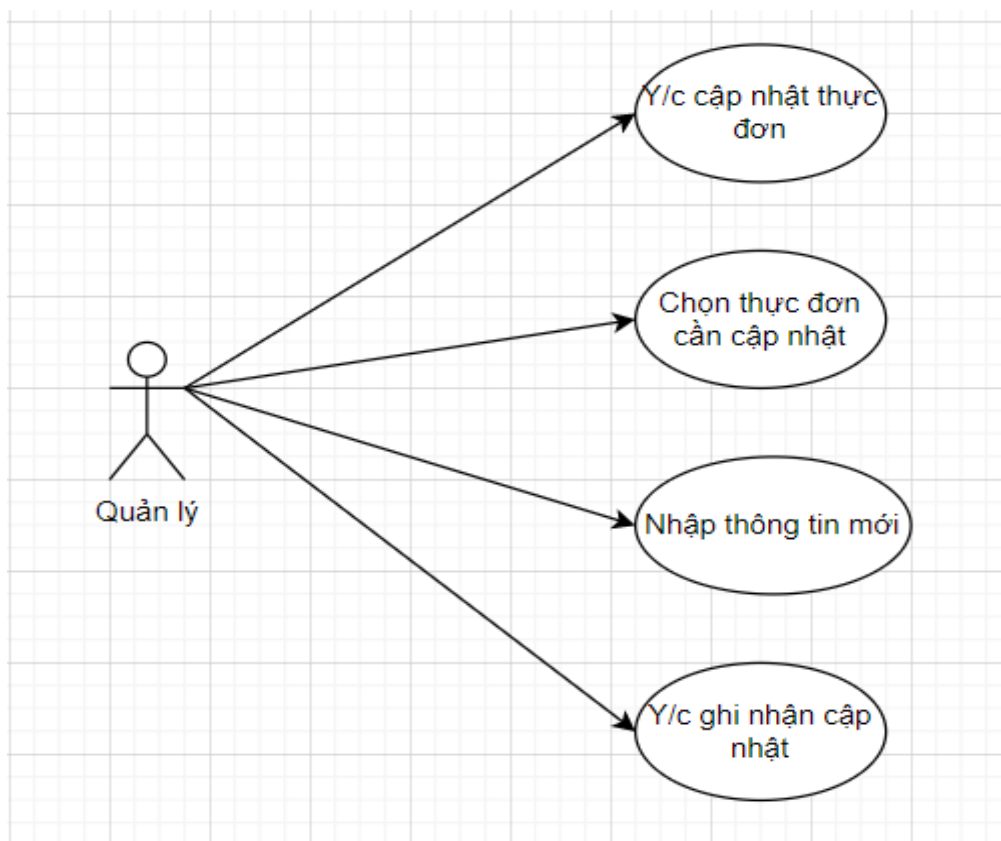 Y/c cập nhật thực
đơn
Chọn thực đơn
cần cập nhật
Quản lý
Nhập thông tin mới
Y/c ghi nhận cập
nhật